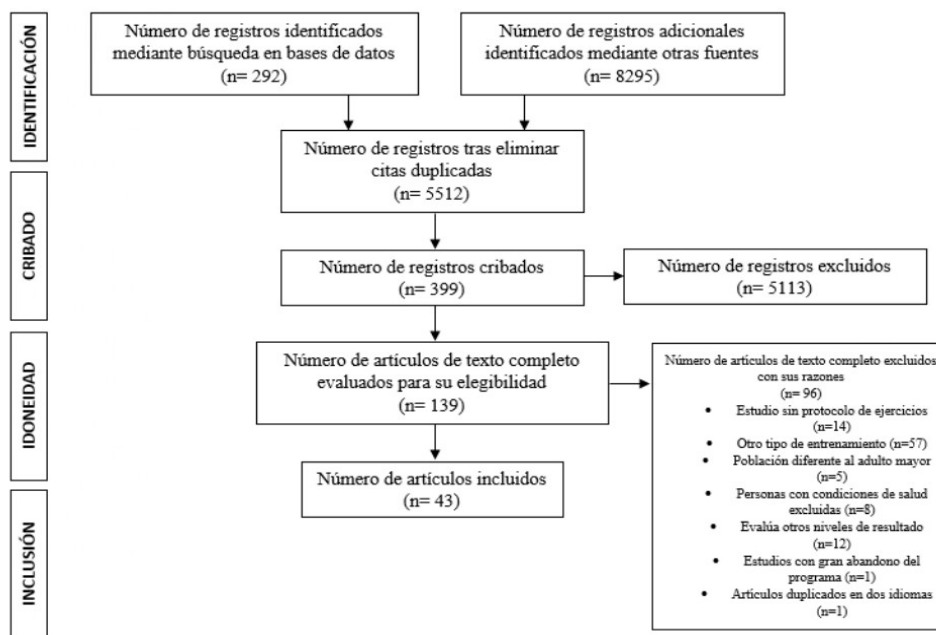 IDENTIFICACIÓN
Número de registros identificados
mediante búsqueda en bases de datos
(n= 292)
Número de registros adicionales
identificados mediante otras fuentes
(n= 8295)
Número de registros tras eliminar
citas duplicadas
(n= 5512)
CRIBADO
Número de registros cribados
(n= 399)
Número de registros excluidos
(n= 5113)
IDONEIDAD
Número de artículos de texto completo
evaluados para su elegibilidad
(n= 139)
Número de artículos de texto completo excluidos
con sus razones
(n= 96)
• Estudio sin protocolo de ejercicios
(n=14)
• Otro tipo de entrenamiento (n=57)
• Población diferente al adulto mayor
(n=5)
• Personas con condiciones de salud
excluidas (n=8)
• Evalúa otros niveles de resultado
(n=12)
• Estudios con gran abandono del
programa (n=1)
• Artículos duplicados en dos idiomas
(n=1)
INCLUSIÓN
Número de artículos incluidos
(n= 43)